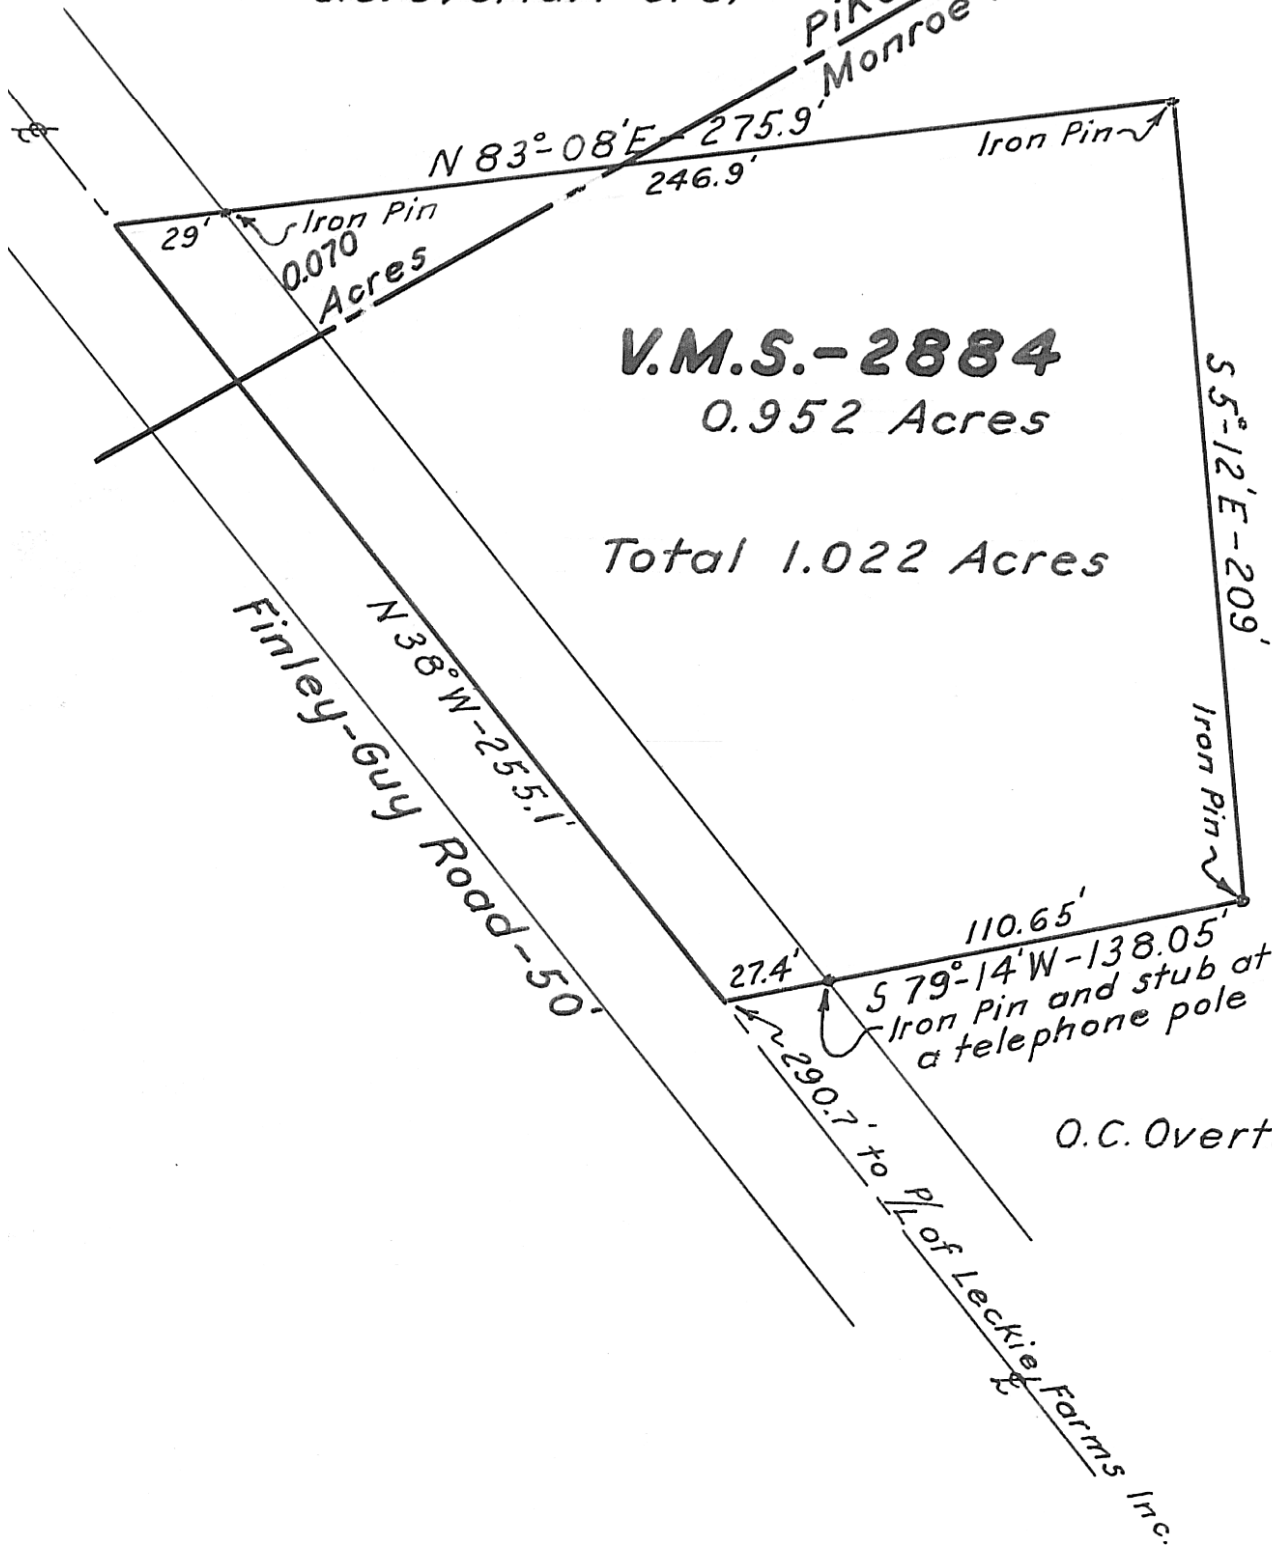 Monroe
N 83°-08'E - 275.9'
246.9'
Iron Pin
29'
Iron Pin
0.070
Acres
V.M.S.-2884
0.952 Acres
Total 1.022 Acres
S 5°-12'E-209'
N 38° W-255.1'
Finley-Guy Road-50'
Iron Pin
110.65'
27.4'
S 79°-14'W-138.05'
Iron Pin and stub at
a telephone pole
290.7' to P/L of Leckie Farms Inc.
O.C. Overt